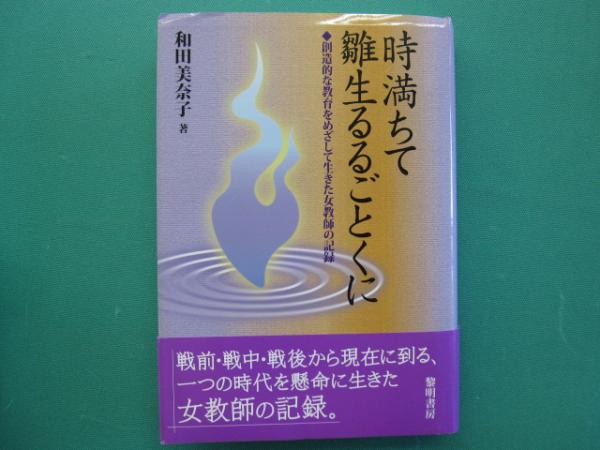 時満ちて
雛生るるごとくに
◆創造的な教育をめざして生きた女教師の記録
和田美奈子 著
戦前・戦中・戦後から現在に到る、
一つの時代を懸命に生きた
女教師の記録。
黎明書房